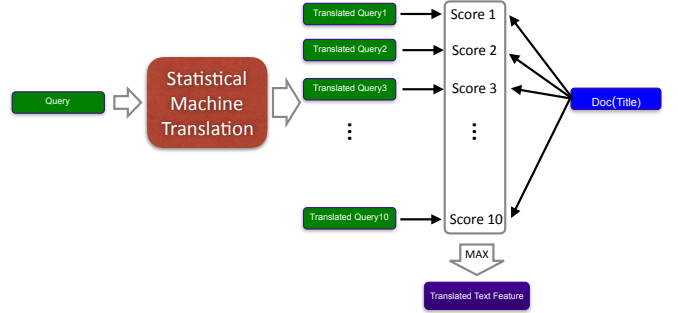 Translated Query1
Score 1
Translated Query2
Score 2
Query
Statistical
Machine
Translation
Translated Query3
Score 3
Doc(Title)
Translated Query10
Score 10
MAX
Translated Text Feature